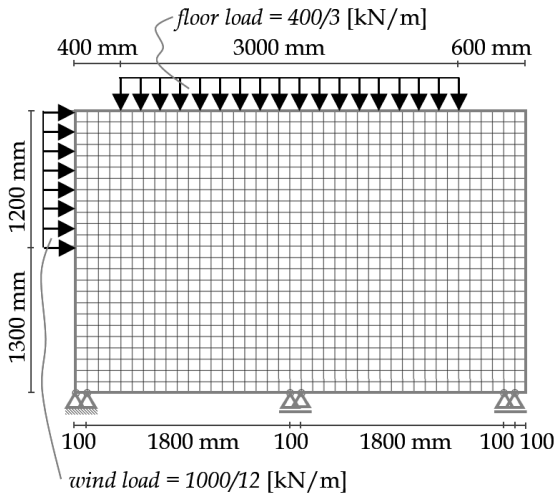 floor load = 400/3 [kN/m]
400 mm 3000 mm 600 mm
1200 mm
1300 mm
100 1800 mm 100 1800 mm 100 100
wind load = 1000/12 [kN/m]